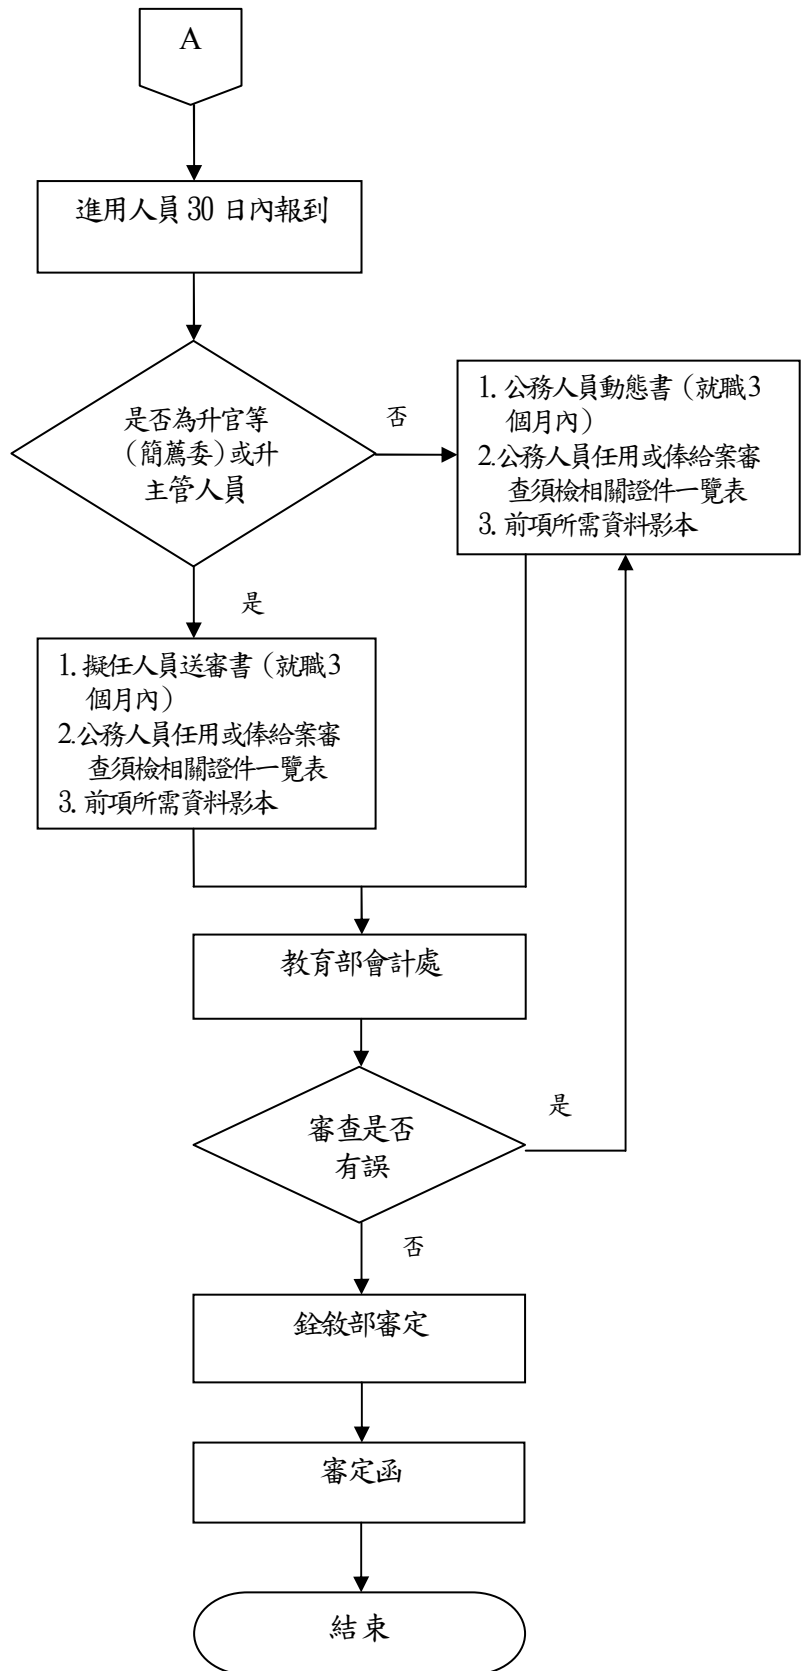 A
進用人員 30 日內報到
是否為升官等
（簡薦委）或升
主管人員
否
1. 公務人員動態書（就職3
個月內）
2.公務人員任用或俸給案審
查須檢相關證件一覽表
3. 前項所需資料影本
是
1. 擬任人員送審書（就職3
個月內）
2.公務人員任用或俸給案審
查須檢相關證件一覽表
3. 前項所需資料影本
教育部會計處
審查是否
有誤
是
否
銓敘部審定
審定函
結束